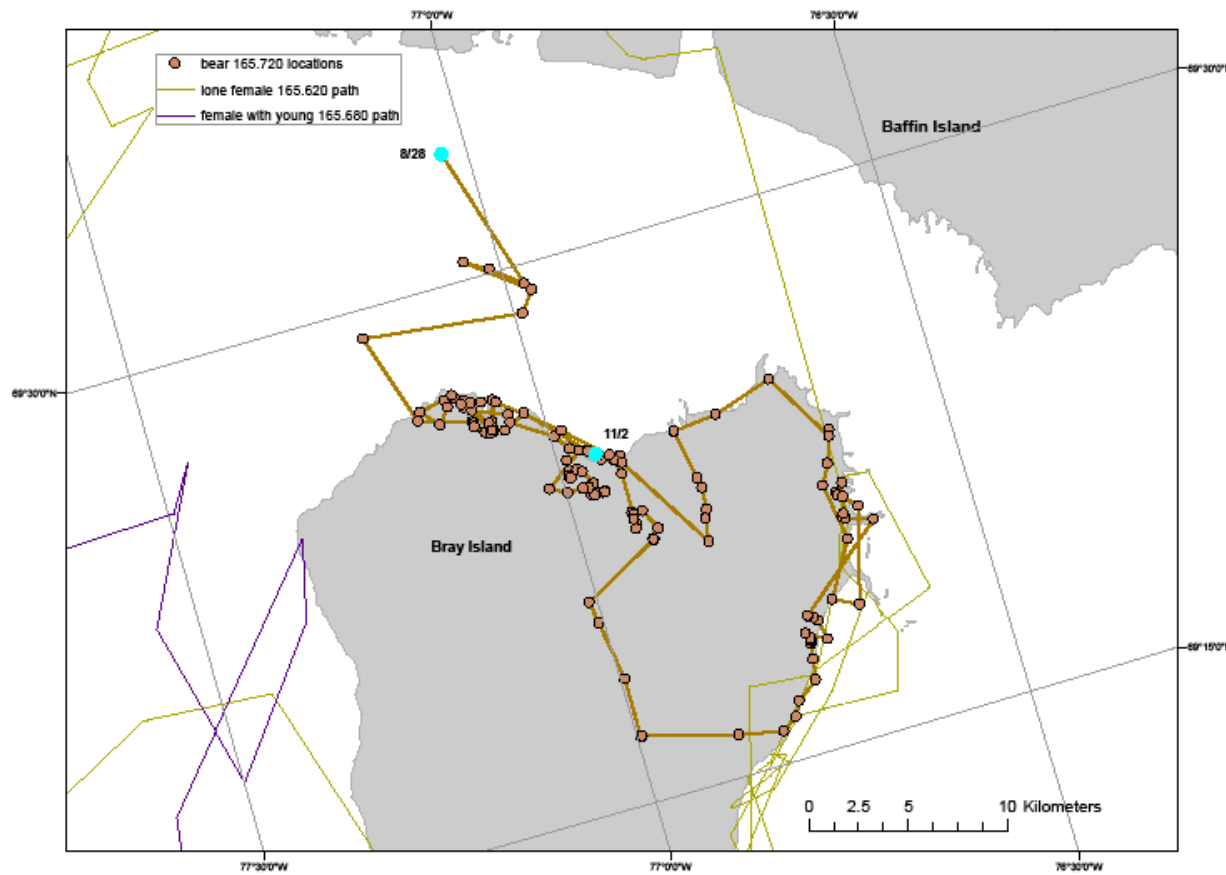 77°0'0"W
76°30'0"W
bear 165.720 locations
lone female 165.620 path
female with young 165.680 path
69°30'0"N
Baffin Island
8/28
69°30'0"N
11/2
Bray Island
69°15'0"N
0 2.5 5 10 Kilometers
77°30'0"W
77°0'0"W
76°30'0"W